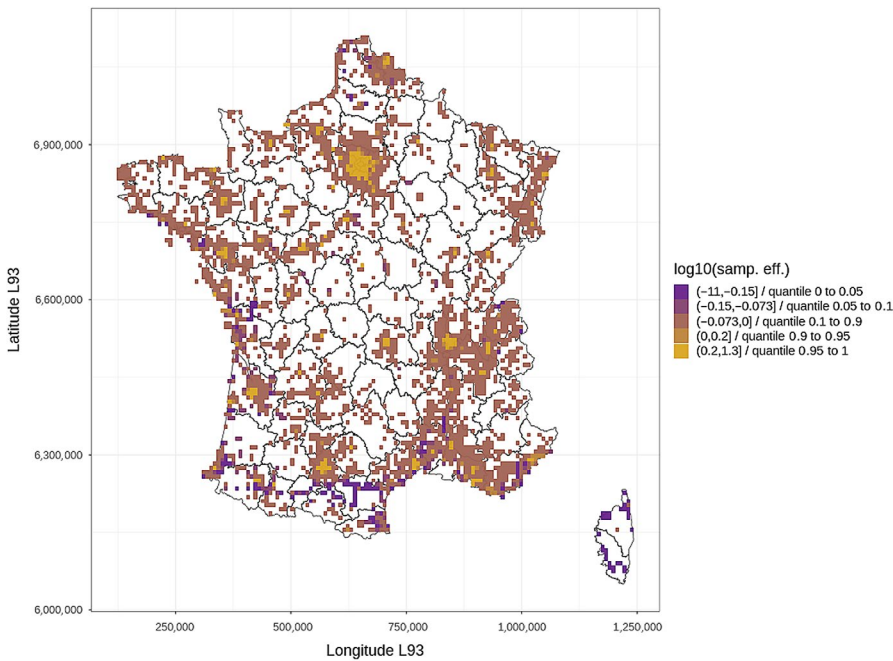 6,900,000
6,600,000
6,300,000
6,000,000
Latitude L93
250,000
500,000
750,000
1,000,000
1,250,000
Longitude L93
log10(samp. eff.)
(−11,−0.15] / quantile 0 to 0.05
(−0.15,−0.073] / quantile 0.05 to 0.1
(−0.073,0] / quantile 0.1 to 0.9
(0,0.2] / quantile 0.9 to 0.95
(0.2,1.3] / quantile 0.95 to 1